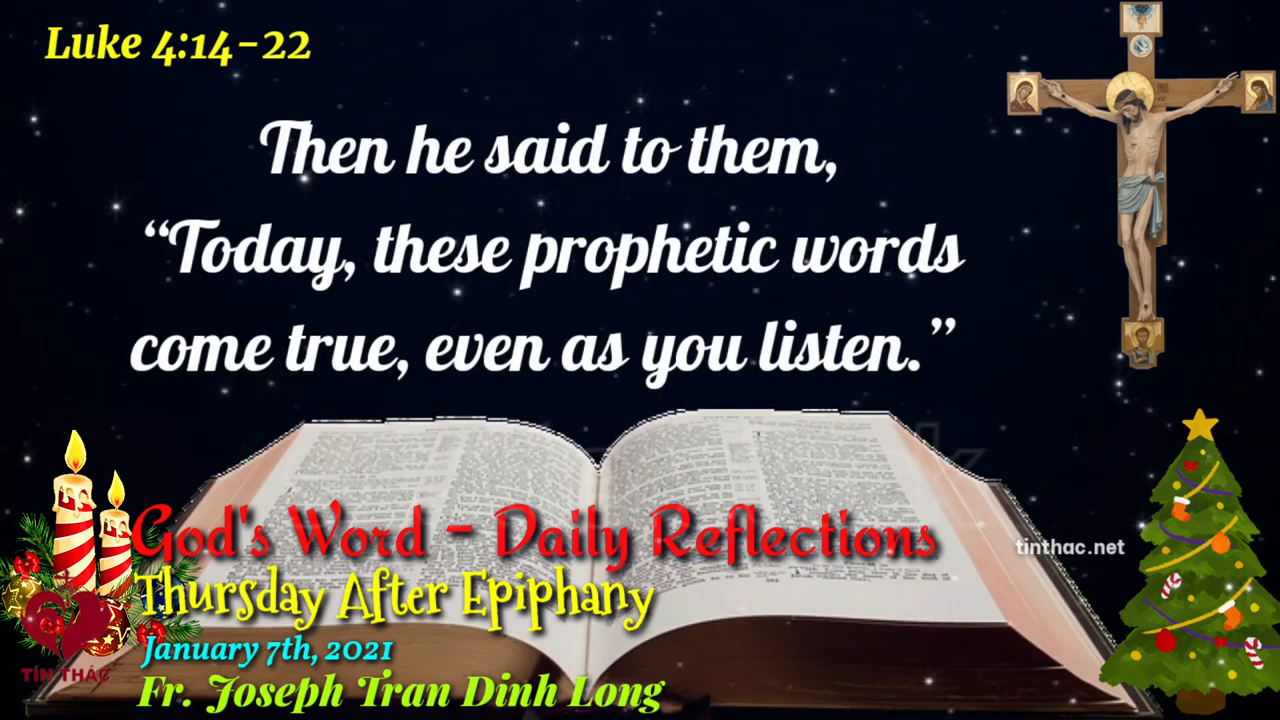 Luke 4:14-22
Then he said to them,
“Today, these prophetic words
come true, even as you listen.”
God's Word - Daily Reflections
tinthac.net
Thursday After Epiphany
January 7th, 2021
TÍN THÁC
Fr. Joseph Tran Dinh Long